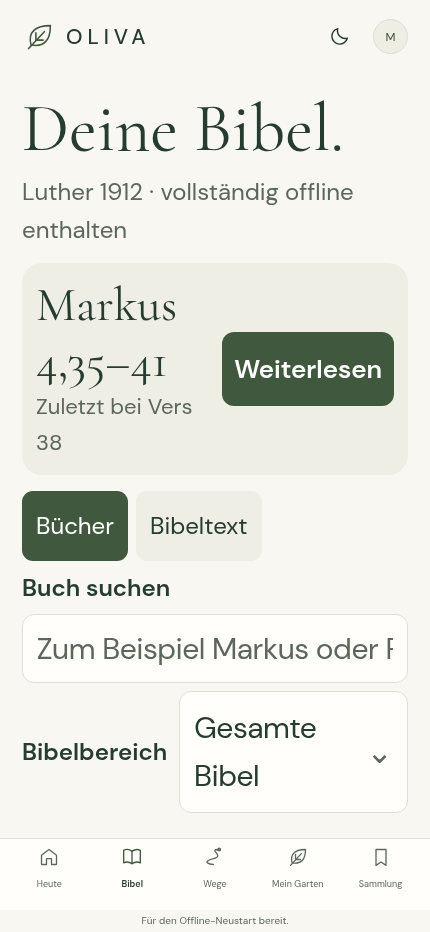 OLIVA
M
Deine Bibel.
Luther 1912 · vollständig offline
enthalten
Markus
4,35–41
Zuletzt bei Vers
38
Weiterlesen
Bücher
Bibeltext
Buch suchen
Zum Beispiel Markus oder
Bibelbereich
Gesamte
Bibel
Heute
Bibel
Wege
Mein Garten
Sammlung
Für den Offline-Neustart bereit.